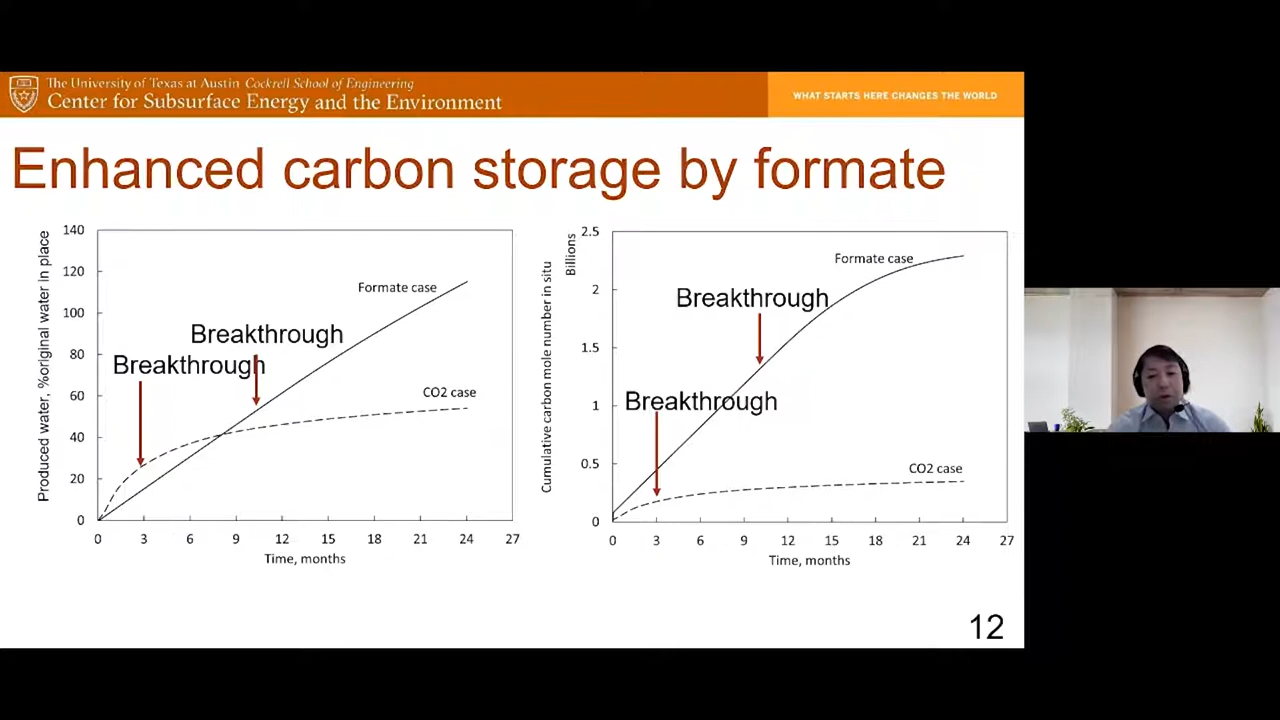 The University of Texas at Austin Cockrell School of Engineering
Center for Subsurface Energy and the Environment
WHAT STARTS HERE CHANGES THE WORLD
Enhanced carbon storage by formate
Produced water, %original water in place
140
120
100
80
60
40
20
0
Formate case
Breakthrough
Breakthrough
CO2 case
0 3 6 9 12 15 18 21 24 27
Time, months
Cumulative carbon mole number in situ
Billions
2.5
2
1.5
1
0.5
0
Formate case
Breakthrough
Breakthrough
CO2 case
0 3 6 9 12 15 18 21 24 27
Time, months
12